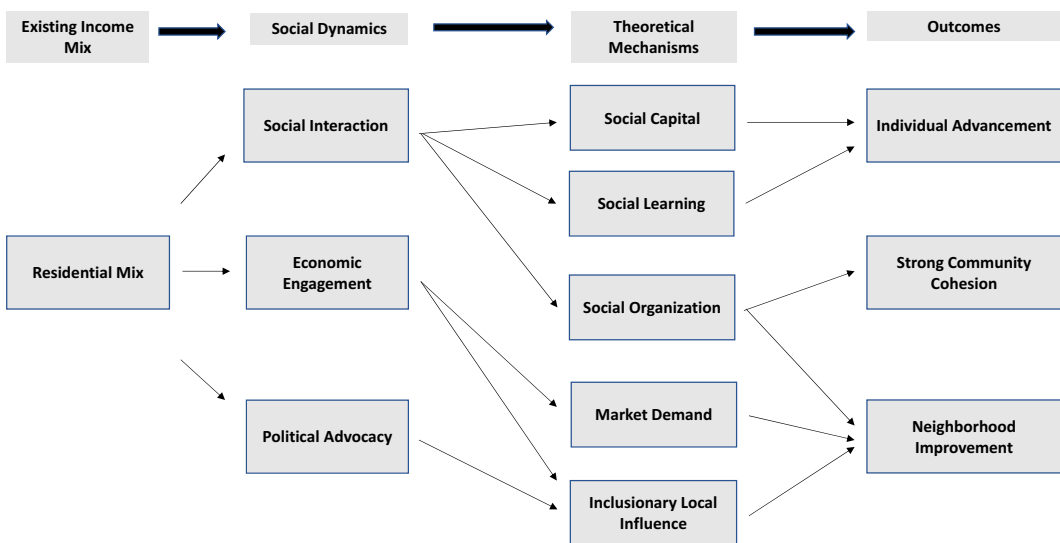 Existing Income
Mix
Social Dynamics
Theoretical
Mechanisms
Outcomes
Social Interaction
Social Capital
Individual Advancement
Social Learning
Residential Mix
Economic
Engagement
Social Organization
Strong Community
Cohesion
Political Advocacy
Market Demand
Neighborhood
Improvement
Inclusionary Local
Influence